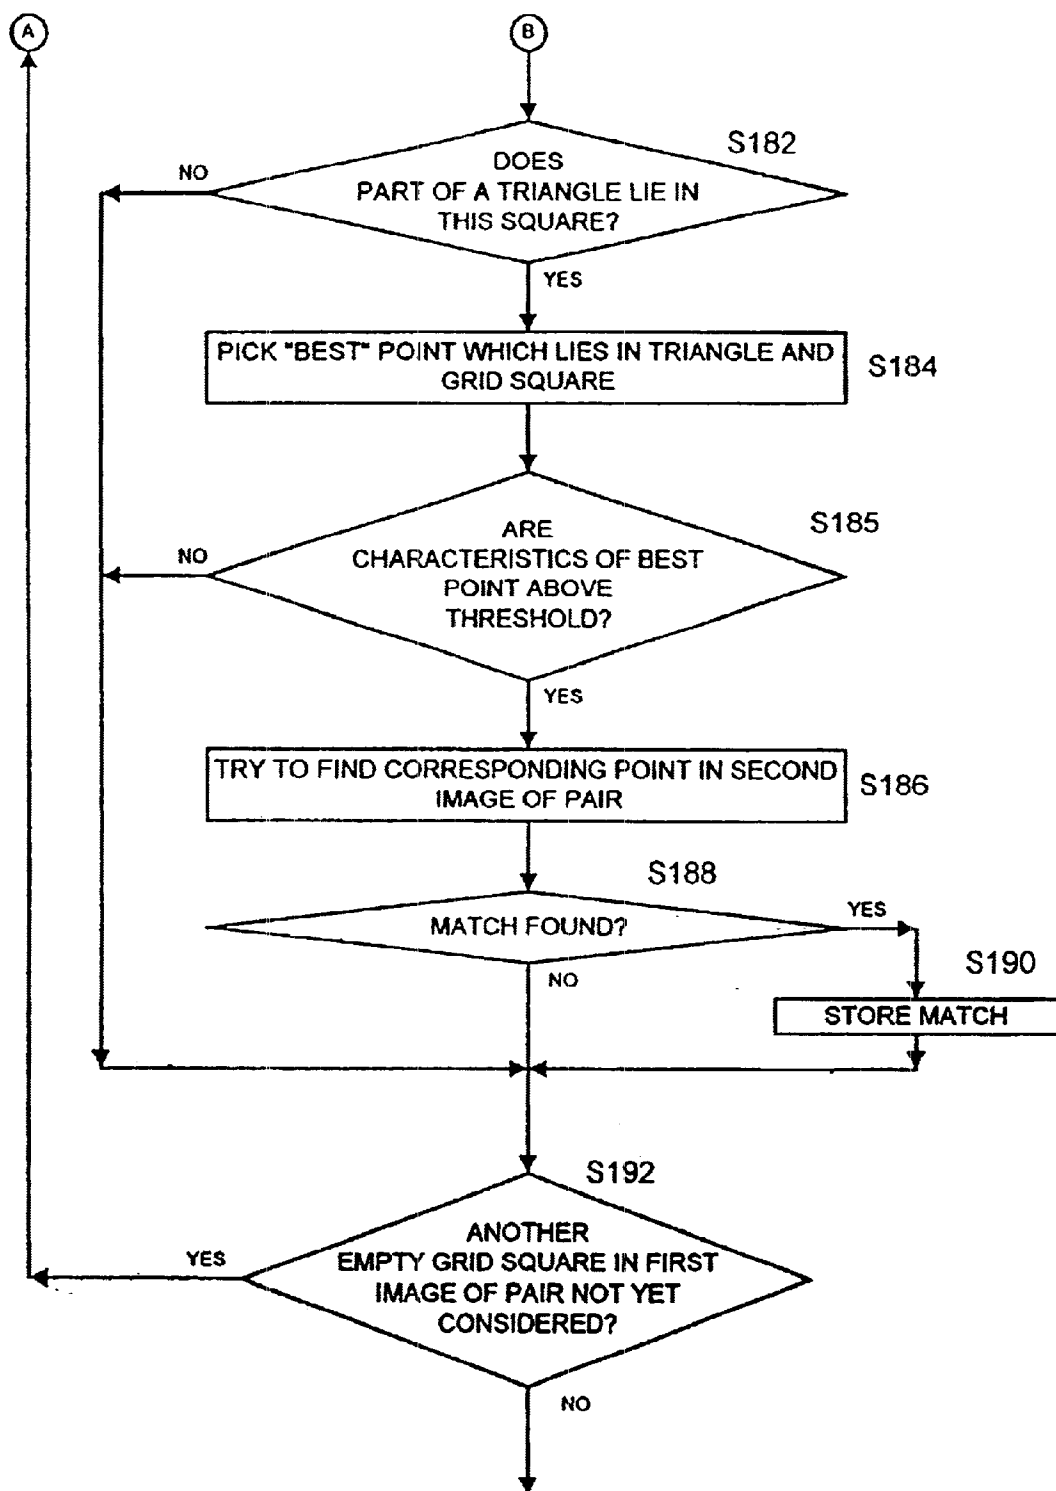 A
B
S182
NO
DOES
PART OF A TRIANGLE LIE IN
THIS SQUARE?
YES
PICK "BEST" POINT WHICH LIES IN TRIANGLE AND
GRID SQUARE
S184
S185
NO
ARE
CHARACTERISTICS OF BEST
POINT ABOVE
THRESHOLD?
YES
TRY TO FIND CORRESPONDING POINT IN SECOND
IMAGE OF PAIR
S186
S188
MATCH FOUND?
YES
NO
S190
STORE MATCH
S192
YES
ANOTHER
EMPTY GRID SQUARE IN FIRST
IMAGE OF PAIR NOT YET
CONSIDERED?
NO